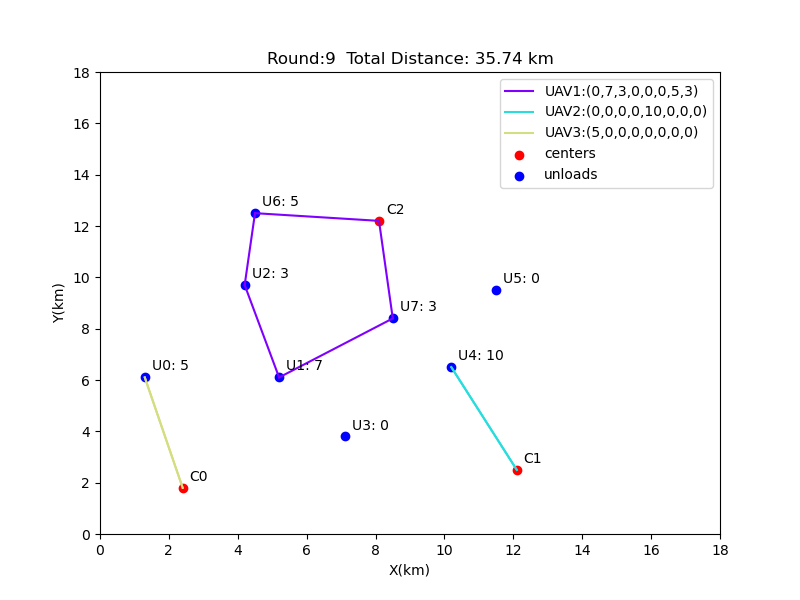 Round:9  Total Distance: 35.74 km
UAV1:(0,7,3,0,0,0,5,3)
UAV2:(0,0,0,0,10,0,0,0)
UAV3:(5,0,0,0,0,0,0,0)
centers
unloads
U6: 5
C2
U2: 3
U5: 0
U7: 3
U4: 10
U0: 5
U1: 7
U3: 0
C1
C0
18
16
14
12
10
8
6
4
2
0
Y(km)
0 2 4 6 8 10 12 14 16 18
X(km)